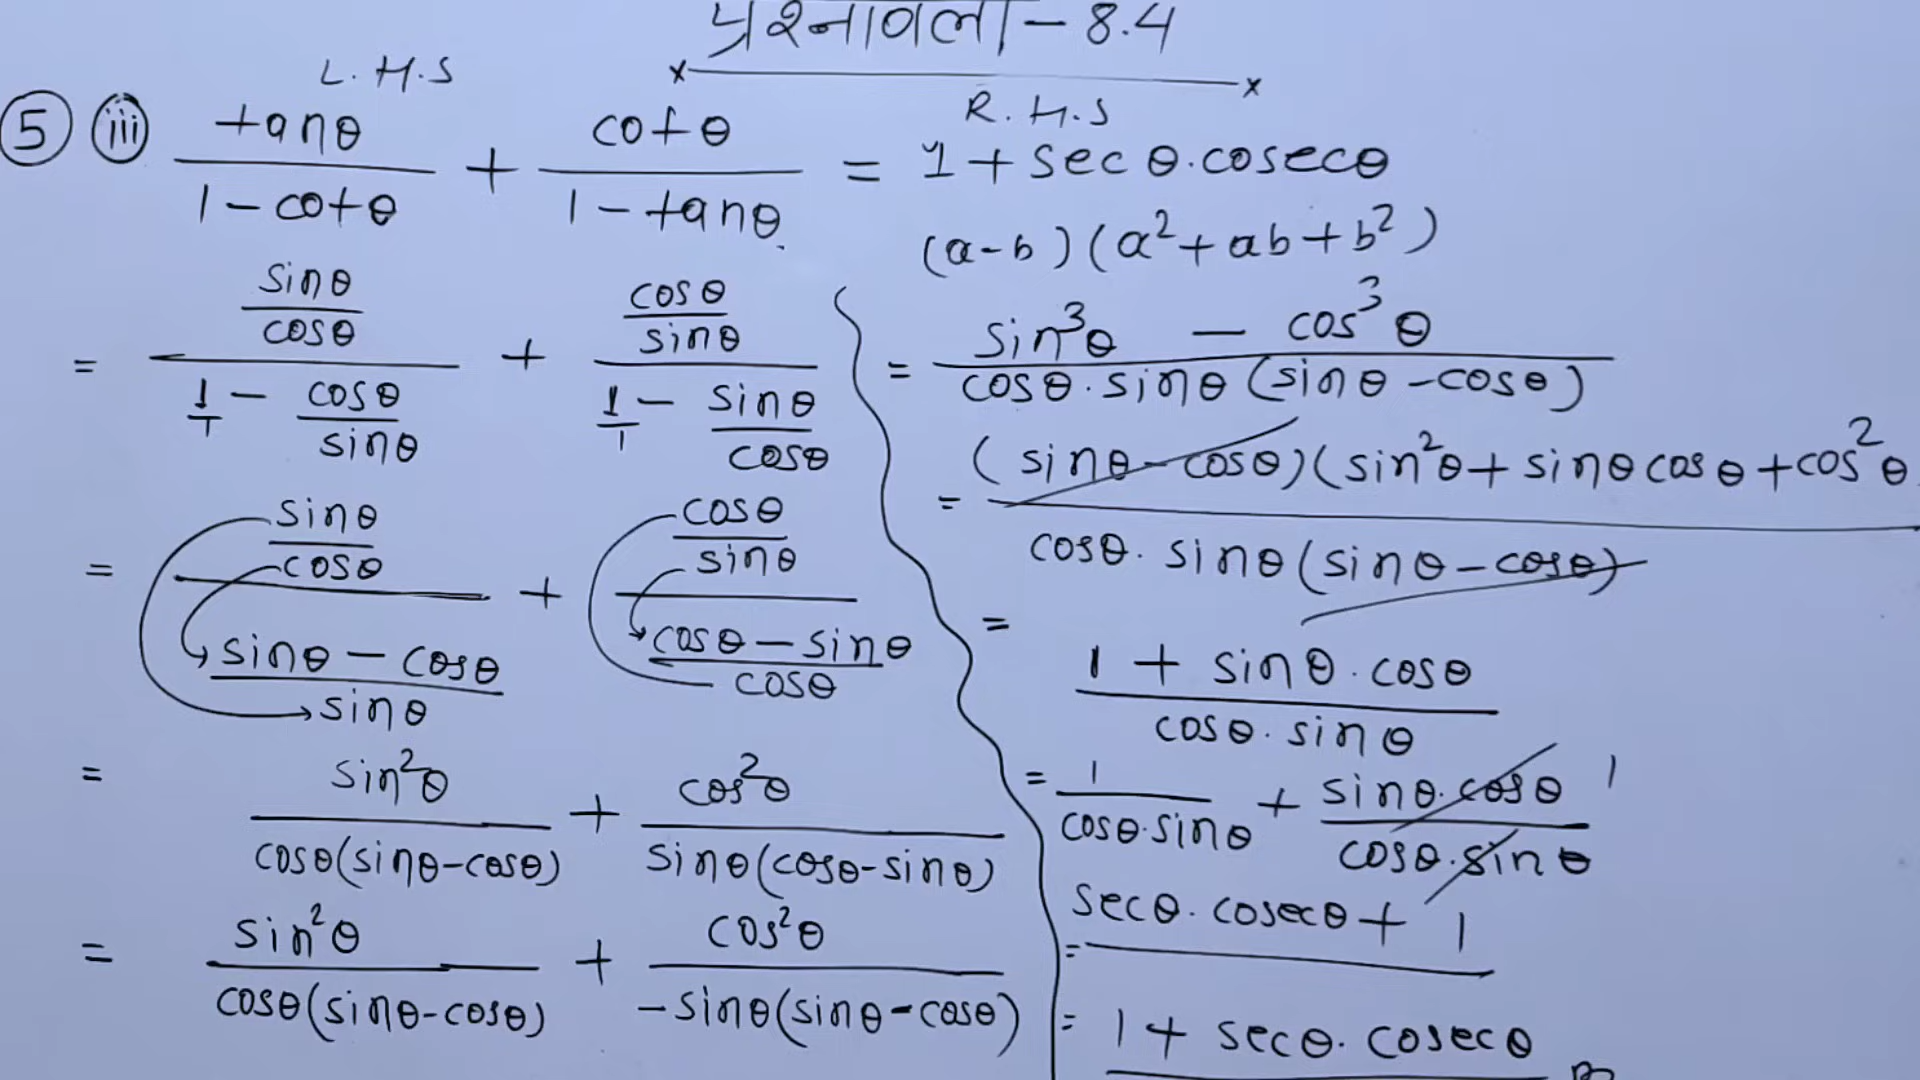 प्रश्नावली - 8.4
L.H.S
R.H.S
5 iii tanθ / 1-cotθ + cotθ / 1-tanθ = 1+secθ.cosecθ
(a-b)(a²+ab+b²)
= sinθ/cosθ / 1/1 - cosθ/sinθ + cosθ/sinθ / 1/1 - sinθ/cosθ
= sinθ/cosθ / sinθ-cosθ/sinθ + cosθ/sinθ / cosθ-sinθ/cosθ
= sin²θ / cosθ(sinθ-cosθ) + cos²θ / sinθ(cosθ-sinθ)
= sin²θ / cosθ(sinθ-cosθ) + cos²θ / -sinθ(sinθ-cosθ)
= sin³θ - cos³θ / cosθ.sinθ(sinθ-cosθ)
= (sinθ-cosθ)(sin²θ+sinθcosθ+cos²θ / cosθ.sinθ(sinθ-cosθ)
= 1+sinθ.cosθ / cosθ.sinθ
= 1 / cosθ.sinθ + sinθ.cosθ / cosθ.sinθ 1
= secθ.cosecθ+1
= 1+secθ.cosecθ